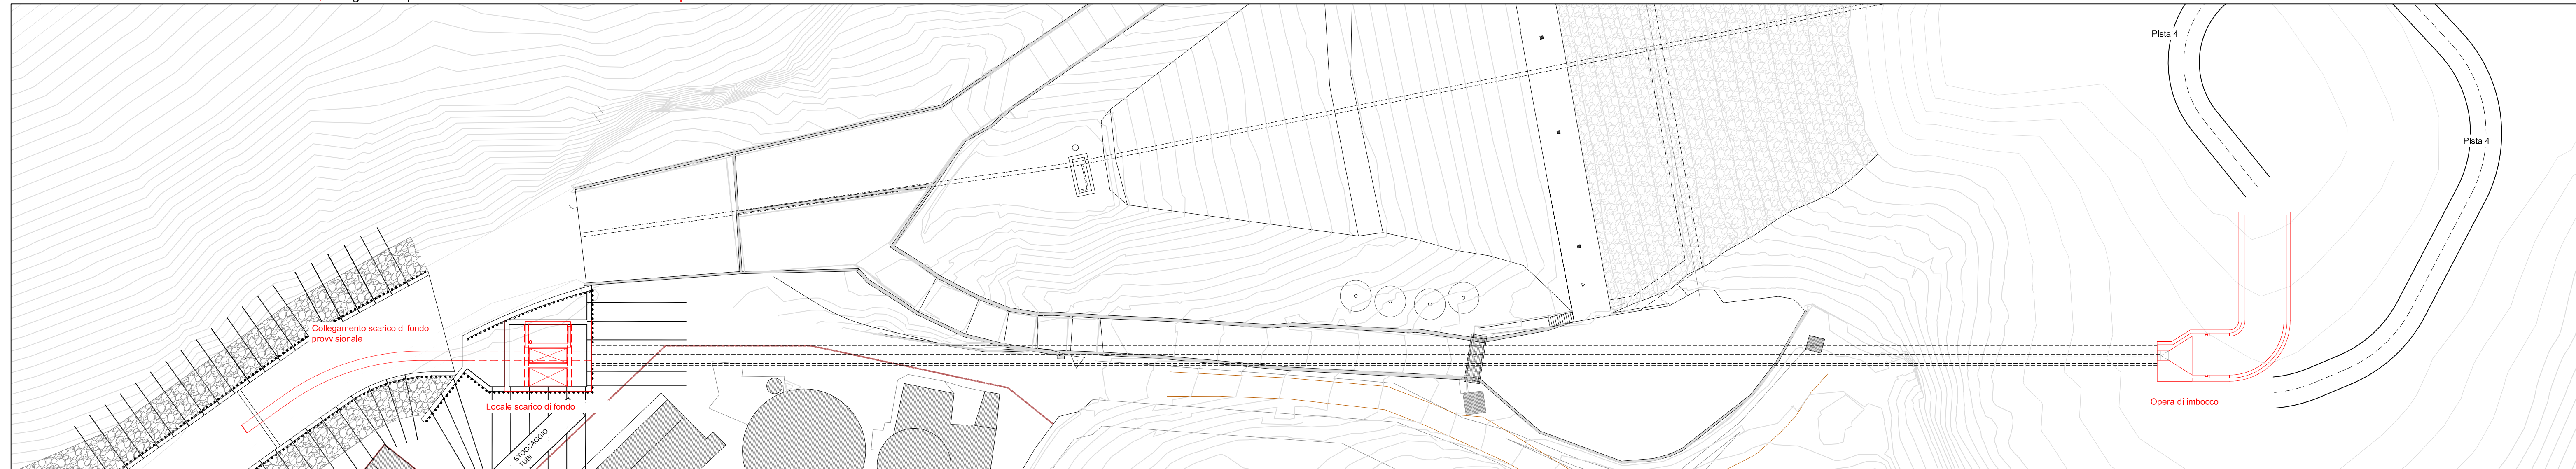 Pista 4
Pista 4
Collegamento scarico di fondo
provvisionale
Locale scarico di fondo
STOCCAGGIO
TUBI
Opera di imbocco